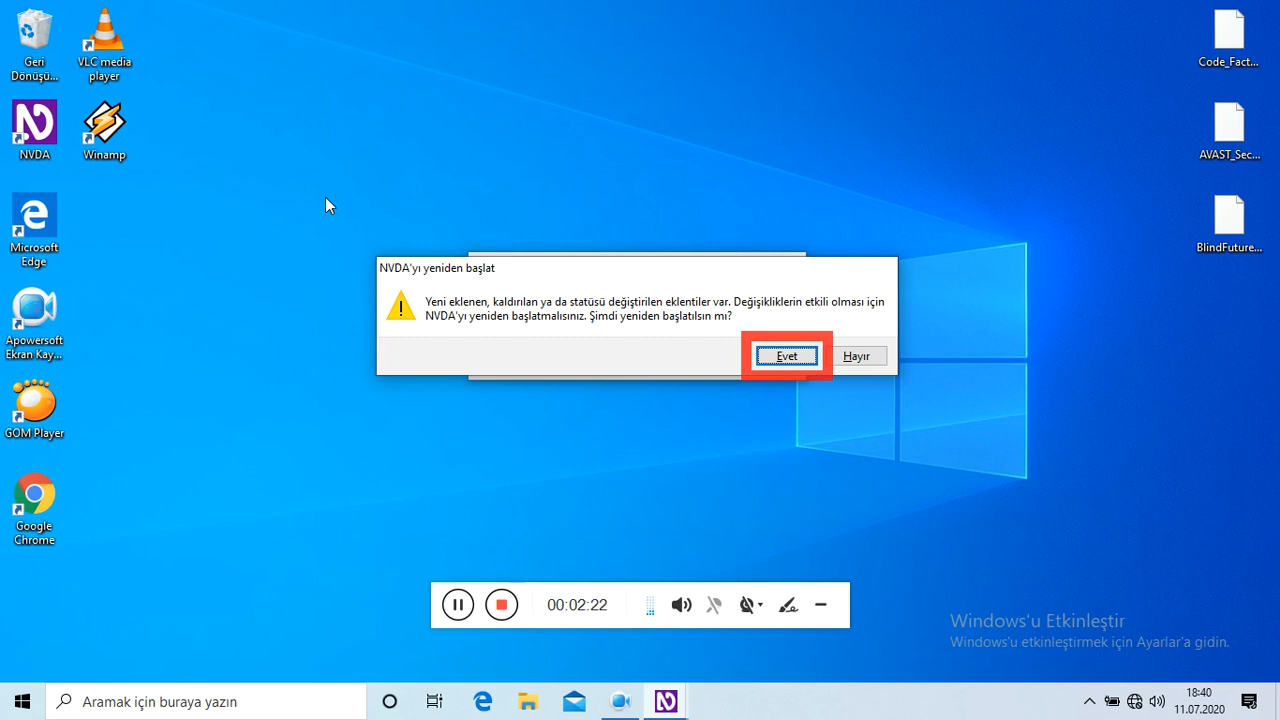 Geri
Dönüşü...
VLC media
player
NVDA
Winamp
Microsoft
Edge
Apowersoft
Ekran Kay...
GOM Player
Google
Chrome
Code_Fact...
AVAST_Sec...
BlindFuture...
NVDA'yı yeniden başlat
Yeni eklenen, kaldırılan ya da statüsü değiştirilen eklentiler var. Değişikliklerin etkili olması için
NVDA'yı yeniden başlatmalısınız. Şimdi yeniden başlatılsın mı?
Evet
Hayır
00:02:22
Windows'u Etkinleştir
Windows'u etkinleştirmek için Ayarlar'a gidin.
Aramak için buraya yazın
18:40
11.07.2020